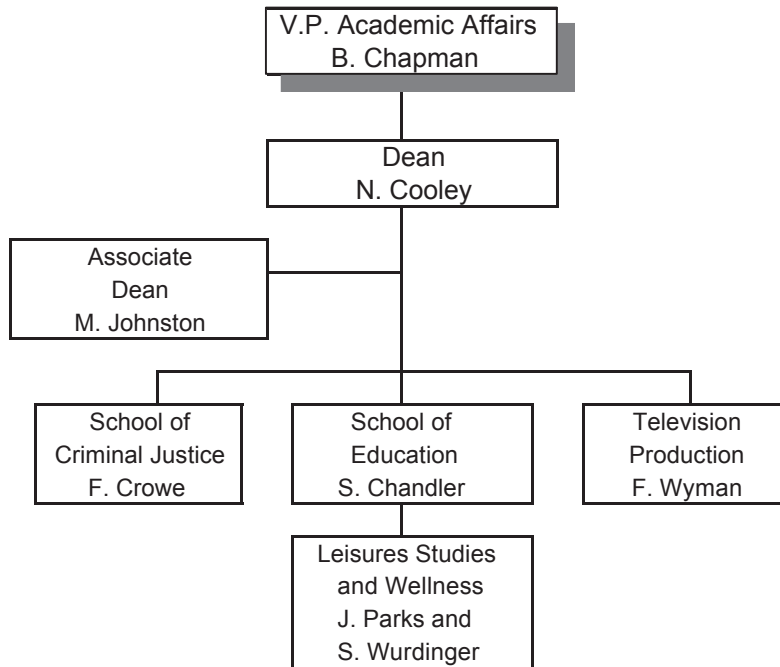 V.P. Academic Affairs
B. Chapman
Dean
N. Cooley
Associate
Dean
M. Johnston
School of
Criminal Justice
F. Crowe
School of
Education
S. Chandler
Television
Production
F. Wyman
Leisures Studies
and Wellness
J. Parks and
S. Wurdinger